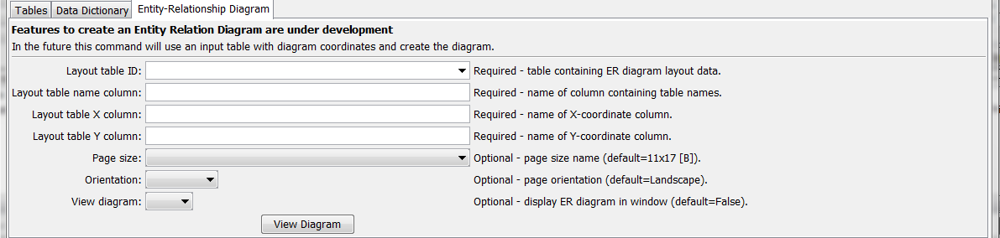 Tables Data Dictionary Entity-Relationship Diagram
Features to create an Entity Relation Diagram are under development
In the future this command will use an input table with diagram coordinates and create the diagram.
Layout table ID: Required - table containing ER diagram layout data.
Layout table name column: Required - name of column containing table names.
Layout table X column: Required - name of X-coordinate column.
Layout table Y column: Required - name of Y-coordinate column.
Page size: Optional - page size name (default=11x17 [B]).
Orientation: Optional - page orientation (default=Landscape).
View diagram: Optional - display ER diagram in window (default=False).
View Diagram